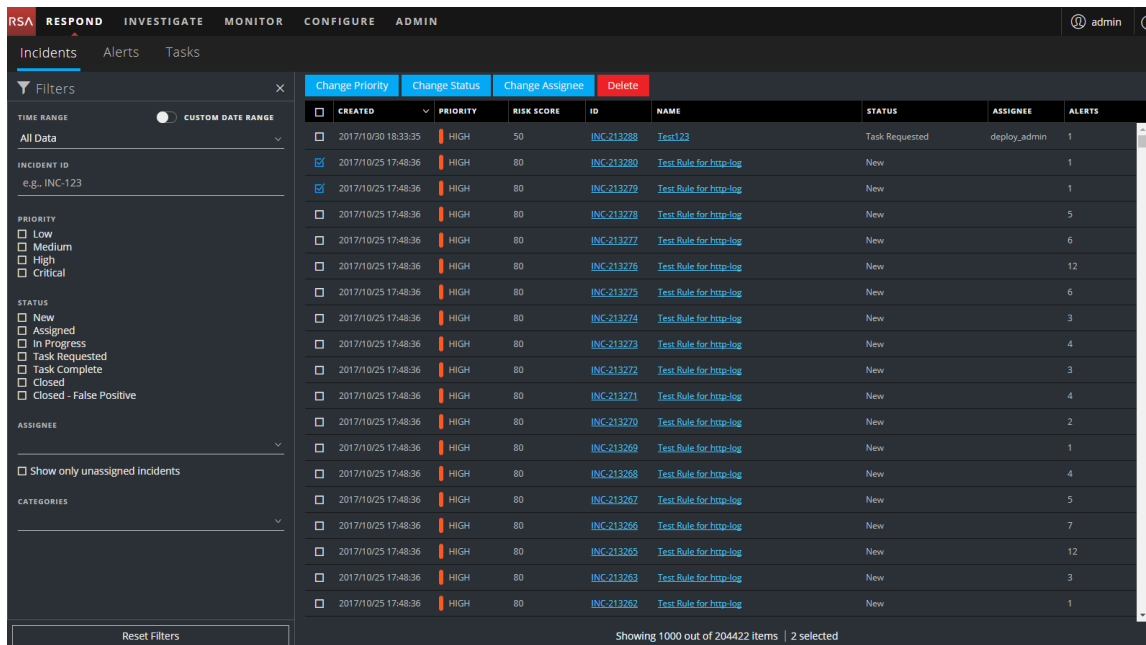 RSA RESPOND INVESTIGATE MONITOR CONFIGURE ADMIN admin
Incidents Alerts Tasks
Filters
TIME RANGE CUSTOM DATE RANGE
All Data
INCIDENT ID
e.g., INC-123
PRIORITY
Low
Medium
High
Critical
STATUS
New
Assigned
In Progress
Task Requested
Task Complete
Closed
Closed - False Positive
ASSIGNEE
Show only unassigned incidents
CATEGORIES
Reset Filters
Change Priority Change Status Change Assignee Delete
CREATED PRIORITY RISK SCORE ID NAME STATUS ASSIGNEE ALERTS
2017/10/30 18:33:35 HIGH 50 INC-213288 Test123 Task Requested deploy_admin 1
2017/10/25 17:48:36 HIGH 80 INC-213280 Test Rule for http-log New 1
2017/10/25 17:48:36 HIGH 80 INC-213279 Test Rule for http-log New 1
2017/10/25 17:48:36 HIGH 80 INC-213278 Test Rule for http-log New 5
2017/10/25 17:48:36 HIGH 80 INC-213277 Test Rule for http-log New 6
2017/10/25 17:48:36 HIGH 80 INC-213276 Test Rule for http-log New 12
2017/10/25 17:48:36 HIGH 80 INC-213275 Test Rule for http-log New 6
2017/10/25 17:48:36 HIGH 80 INC-213274 Test Rule for http-log New 3
2017/10/25 17:48:36 HIGH 80 INC-213273 Test Rule for http-log New 4
2017/10/25 17:48:36 HIGH 80 INC-213272 Test Rule for http-log New 3
2017/10/25 17:48:36 HIGH 80 INC-213271 Test Rule for http-log New 4
2017/10/25 17:48:36 HIGH 80 INC-213270 Test Rule for http-log New 2
2017/10/25 17:48:36 HIGH 80 INC-213269 Test Rule for http-log New 1
2017/10/25 17:48:36 HIGH 80 INC-213268 Test Rule for http-log New 4
2017/10/25 17:48:36 HIGH 80 INC-213267 Test Rule for http-log New 5
2017/10/25 17:48:36 HIGH 80 INC-213266 Test Rule for http-log New 7
2017/10/25 17:48:36 HIGH 80 INC-213265 Test Rule for http-log New 12
2017/10/25 17:48:36 HIGH 80 INC-213263 Test Rule for http-log New 3
2017/10/25 17:48:36 HIGH 80 INC-213262 Test Rule for http-log New 1
Showing 1000 out of 204422 items | 2 selected